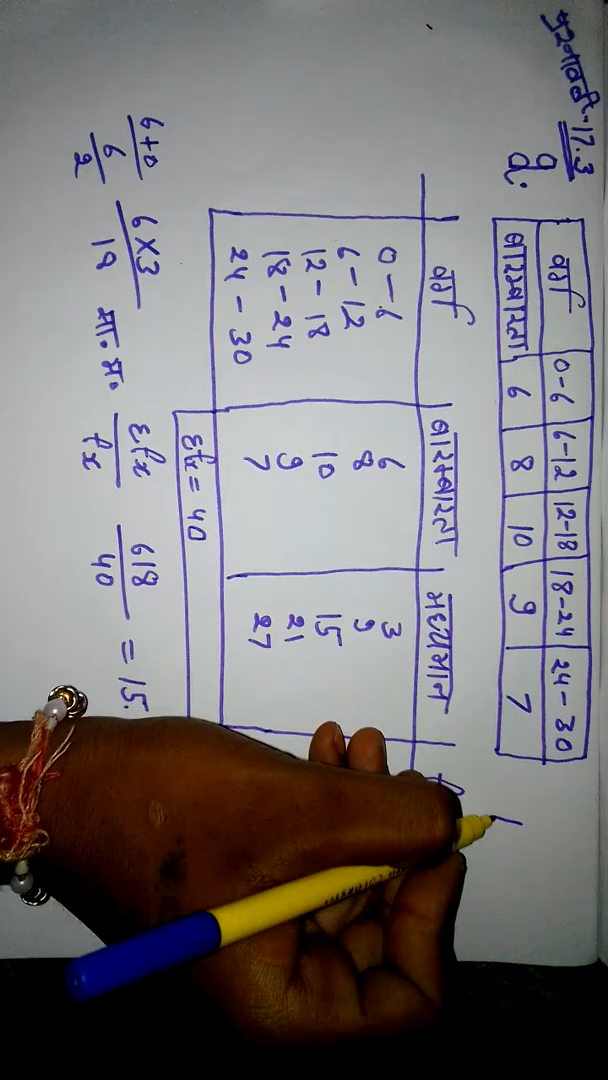 प्रश्नावली-17.3
9
Q.
वर्ग 0-6 6-12 12-18 18-24 24-30
बारम्बारता 6 8 10 9 7
वर्ग बारम्बारता मध्यमान f
0-6 6 3
6-12 8 9
12-18 10 15
18-24 9 21
24-30 7 27
Σfx = 40
6+0/6/2 6×3/18 मा. म. Σfx/fx 618/40 = 15.